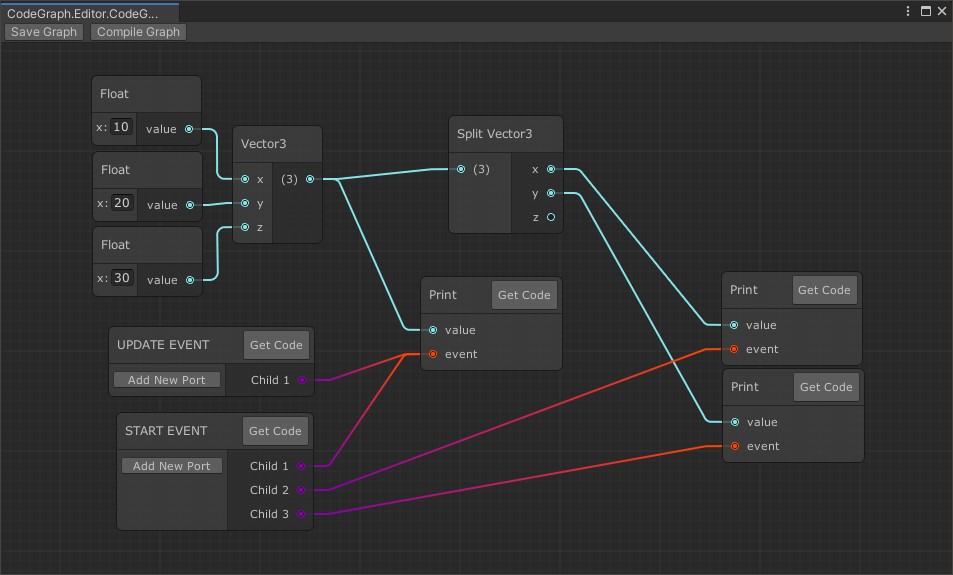 CodeGraph.Editor.CodeG...
Save Graph
Compile Graph
Float
x: 10
value
Float
x: 20
value
Float
x: 30
value
Vector3
x
(3)
y
z
Split Vector3
(3)
x
y
z
Print
Get Code
value
event
Print
Get Code
value
event
Print
Get Code
value
event
UPDATE EVENT
Get Code
Add New Port
Child 1
START EVENT
Get Code
Add New Port
Child 1
Child 2
Child 3